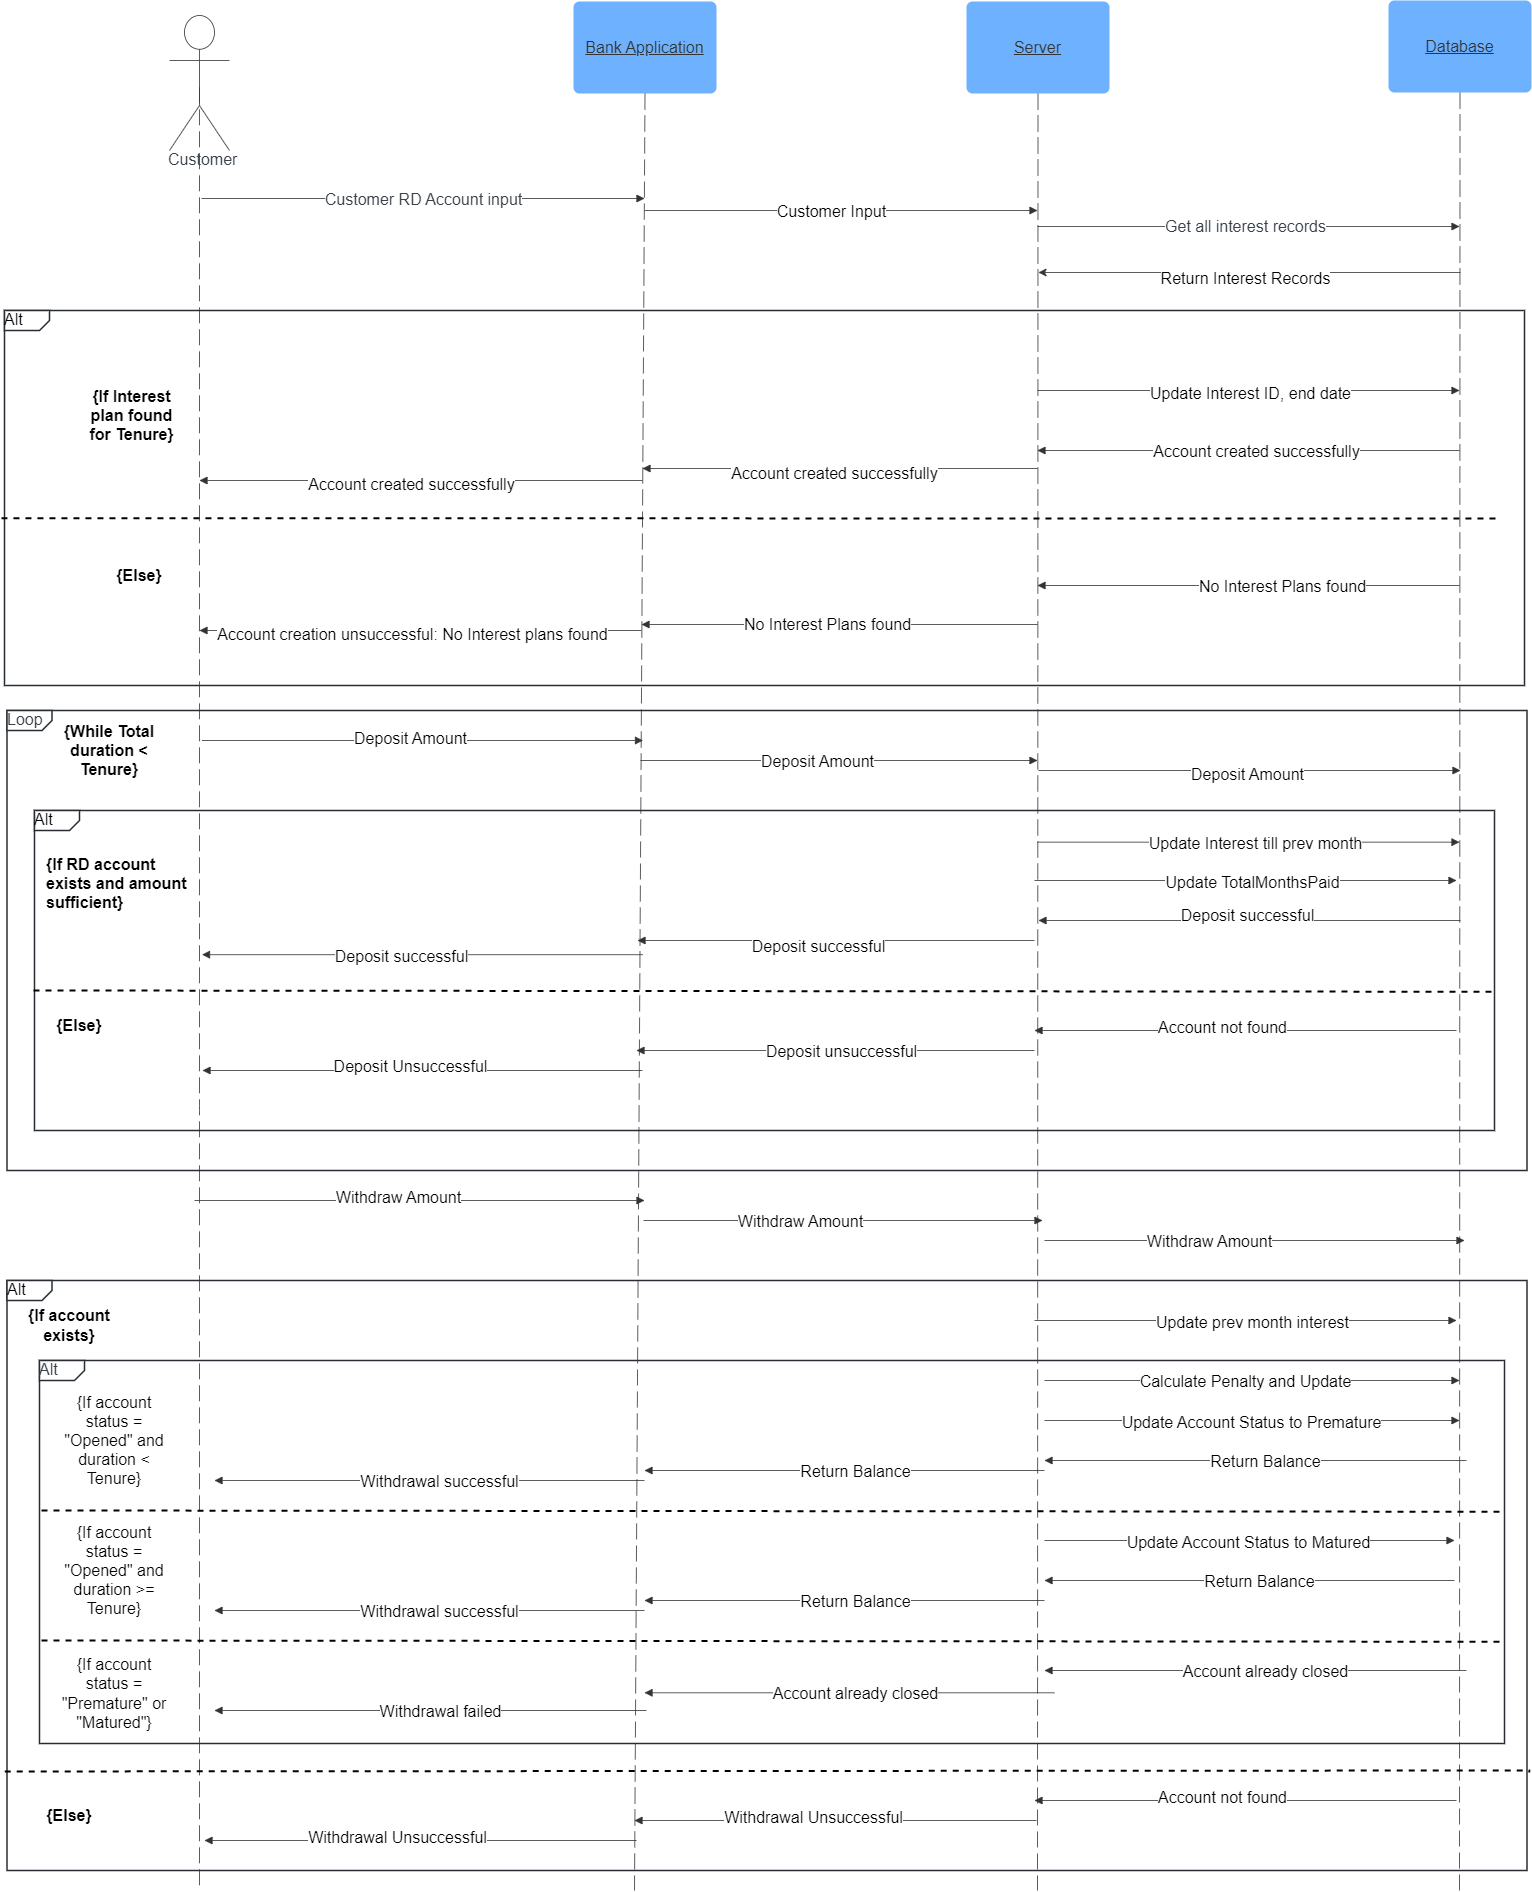 Bank Application
Server
Database
Customer
Customer RD Account input
Customer Input
Get all interest records
Return Interest Records
Alt
{If Interest
plan found
for Tenure}
Update Interest ID, end date
Account created successfully
Account created successfully
Account created successfully
{Else}
No Interest Plans found
No Interest Plans found
Account creation unsuccessful: No Interest plans found
Loop
{While Total
duration <
Tenure}
Deposit Amount
Deposit Amount
Deposit Amount
Alt
{If RD account
exists and amount
sufficient}
Update Interest till prev month
Update TotalMonthsPaid
Deposit successful
Deposit successful
Deposit successful
{Else}
Account not found
Deposit unsuccessful
Deposit Unsuccessful
Withdraw Amount
Withdraw Amount
Withdraw Amount
Alt
{If account
exists}
Update prev month interest
Alt
{If account
status =
"Opened" and
duration <
Tenure}
Calculate Penalty and Update
Update Account Status to Premature
Return Balance
Return Balance
Withdrawal successful
{If account
status =
"Opened" and
duration >=
Tenure}
Update Account Status to Matured
Return Balance
Return Balance
Withdrawal successful
{If account
status =
"Premature" or
"Matured"}
Account already closed
Account already closed
Withdrawal failed
{Else}
Account not found
Withdrawal Unsuccessful
Withdrawal Unsuccessful